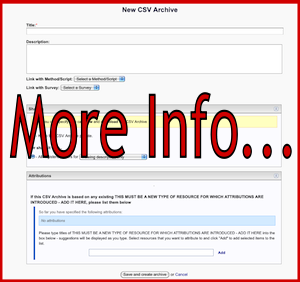 New CSV Archive
Title:*
Description:
Link with Method/Script: Select a Method/Script
Link with Survey: Select a Survey
More Info...
Attributions
If this CSV Archive is based on any existing THIS MUST BE A NEW TYPE OF RESOURCE FOR WHICH ATTRIBUTIONS ARE
INTRODUCED - ADD IT HERE, please list them below
So far you have specified the following attributions:
No attributions
Please type titles of THIS MUST BE A NEW TYPE OF RESOURCE FOR WHICH ATTRIBUTIONS ARE INTRODUCED - ADD IT HERE into the
box below - suggestions will be displayed as you type. Select resources that you want to attribute to and click "Add" to add selected items to the
list
Add
Save and create archive or Cancel